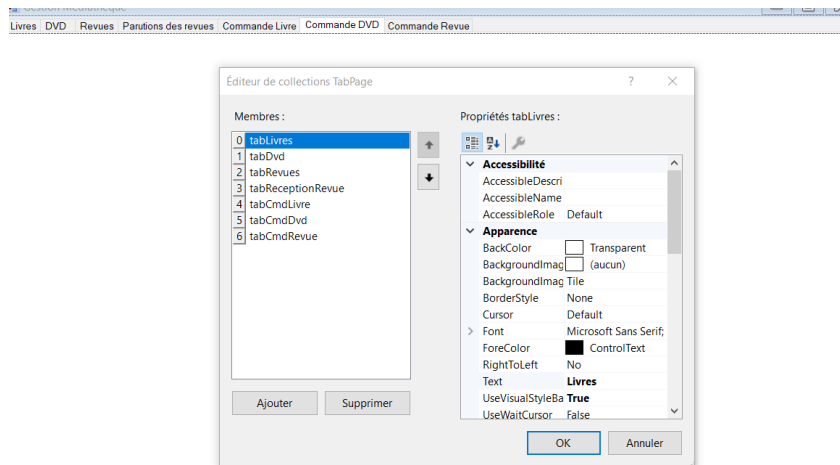 Gestion Médiathèque
Livres DVD Revues Parutions des revues Commande Livre Commande DVD Commande Revue
Éditeur de collections TabPage ? ×
Membres :
0 tabLivres
1 tabDvd
2 tabRevues
3 tabReceptionRevue
4 tabCmdLivre
5 tabCmdDvd
6 tabCmdRevue
Ajouter Supprimer
Propriétés tabLivres :
Accessibilité
AccessibleDescri
AccessibleName
AccessibleRole Default
Apparence
BackColor Transparent
BackgroundImag (aucun)
BackgroundImag Tile
BorderStyle None
Cursor Default
Font Microsoft Sans Serif;
ForeColor ControlText
RightToLeft No
Text Livres
UseVisualStyleBa True
UseWaitCursor False
OK Annuler